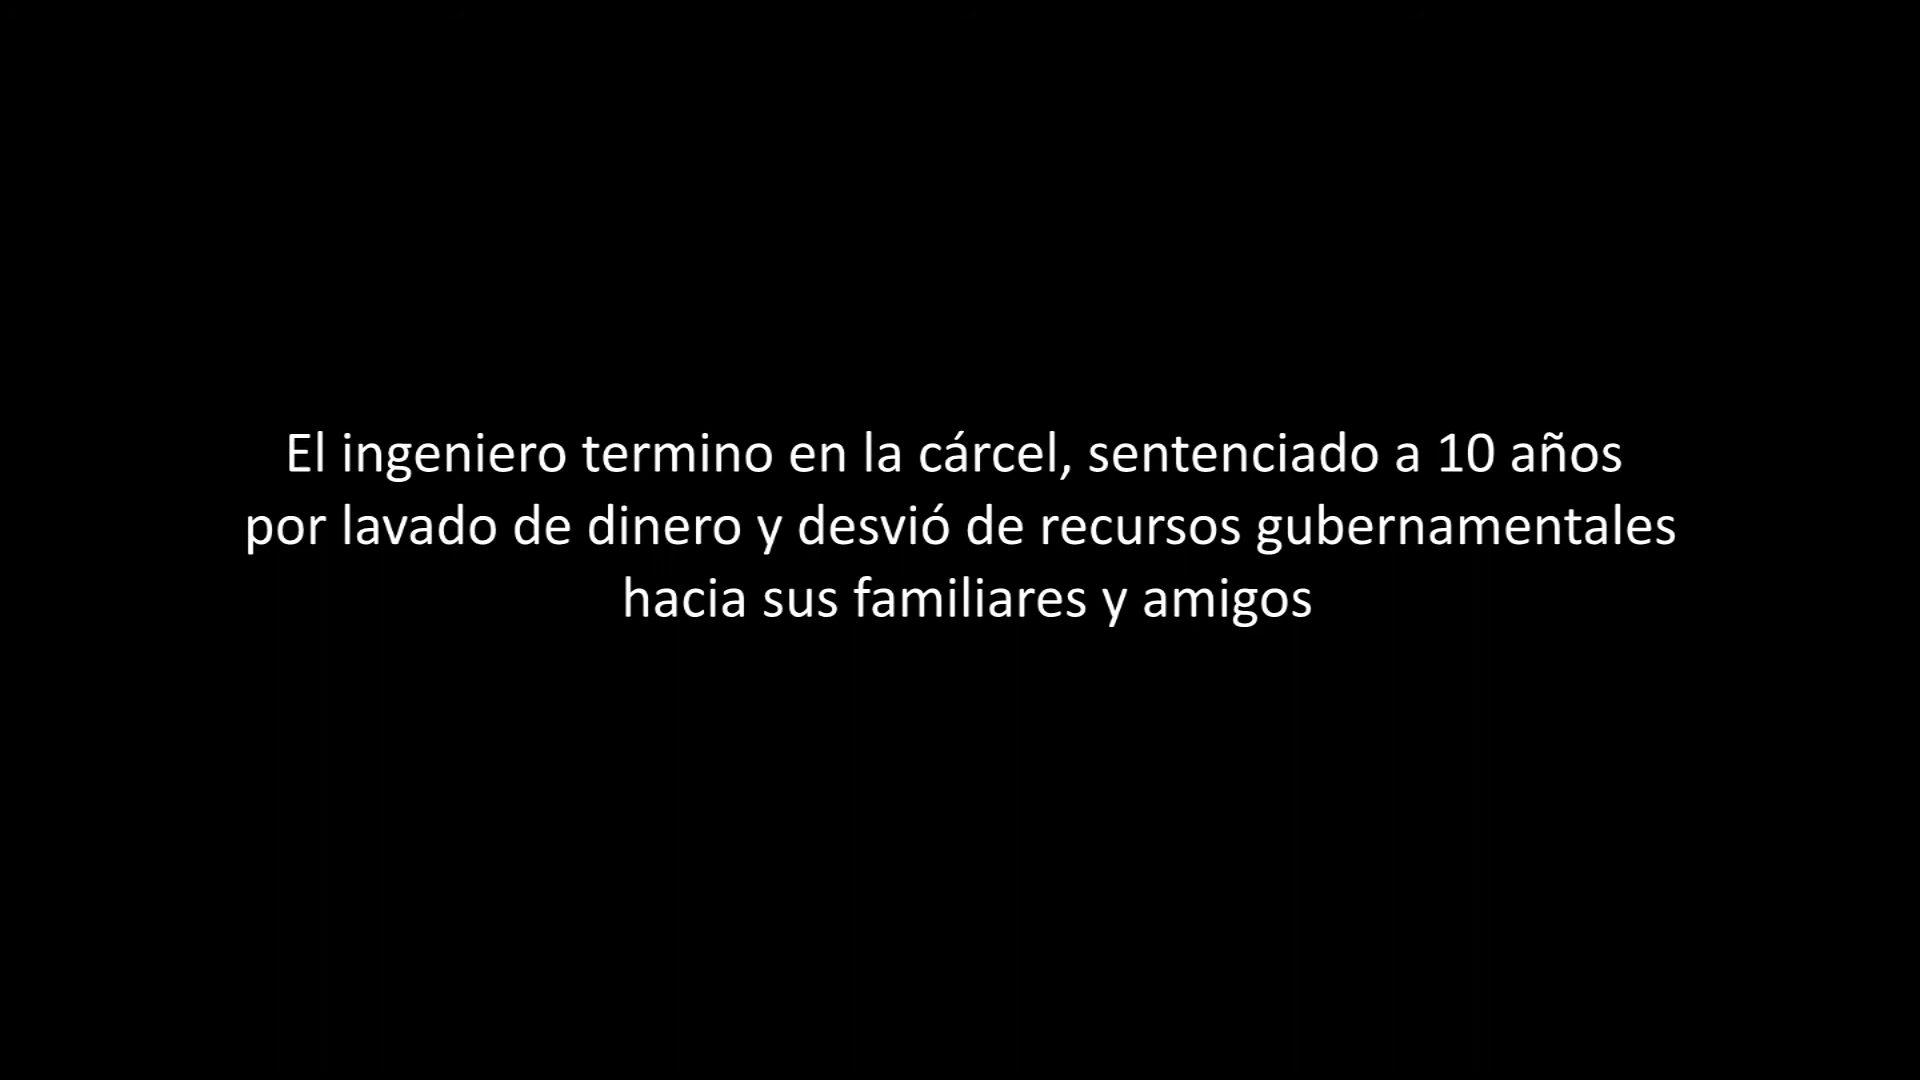 El ingeniero termino en la cárcel, sentenciado a 10 años
por lavado de dinero y desvió de recursos gubernamentales
hacia sus familiares y amigos